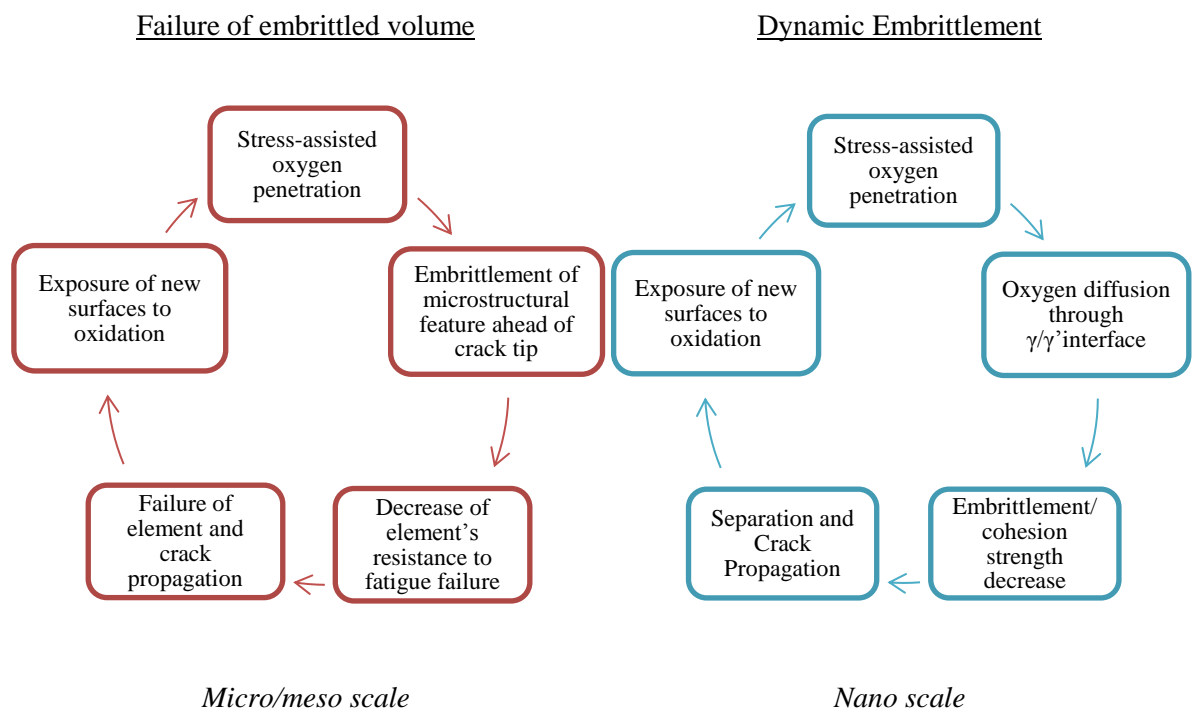 Failure of embrittled volume
Stress-assisted
oxygen
penetration
Embrittlement of
microstructural
feature ahead of
crack tip
Decrease of
element’s
resistance to
fatigue failure
Failure of
element and
crack
propagation
Exposure of new
surfaces to
oxidation
Micro/meso scale
Dynamic Embrittlement
Stress-assisted
oxygen
penetration
Oxygen diffusion
through
γ/γ’interface
Embrittlement/
cohesion
strength
decrease
Separation and
Crack
Propagation
Exposure of new
surfaces to
oxidation
Nano scale